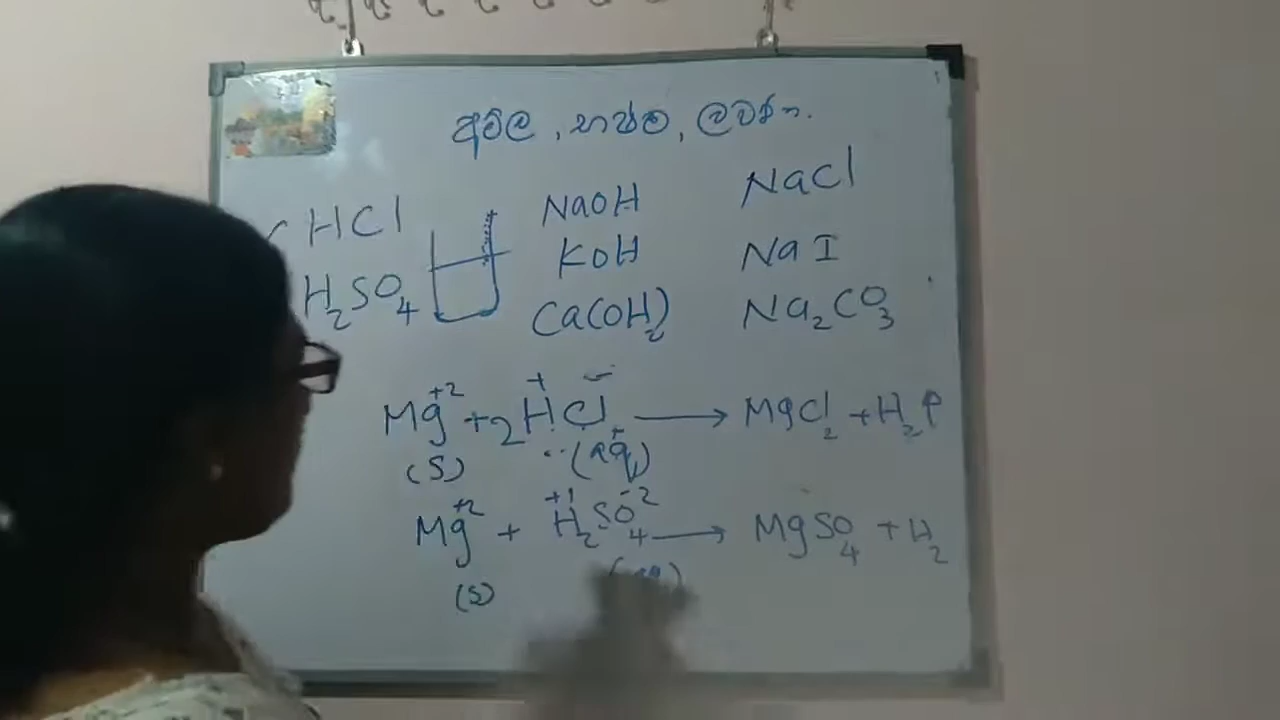 අම්ල , භාෂ්ම , ලවණ .
HCl NaOH NaCl
H₂SO₄ KOH NaI
Ca(OH)₂ Na₂CO₃
Mg⁺² + 2H⁺Cl⁻ → MgCl₂ + H₂↑
(S) (aq)
Mg⁺² + H₂⁺¹SO₄⁻² → MgSO₄ + H₂
(S) (aq)